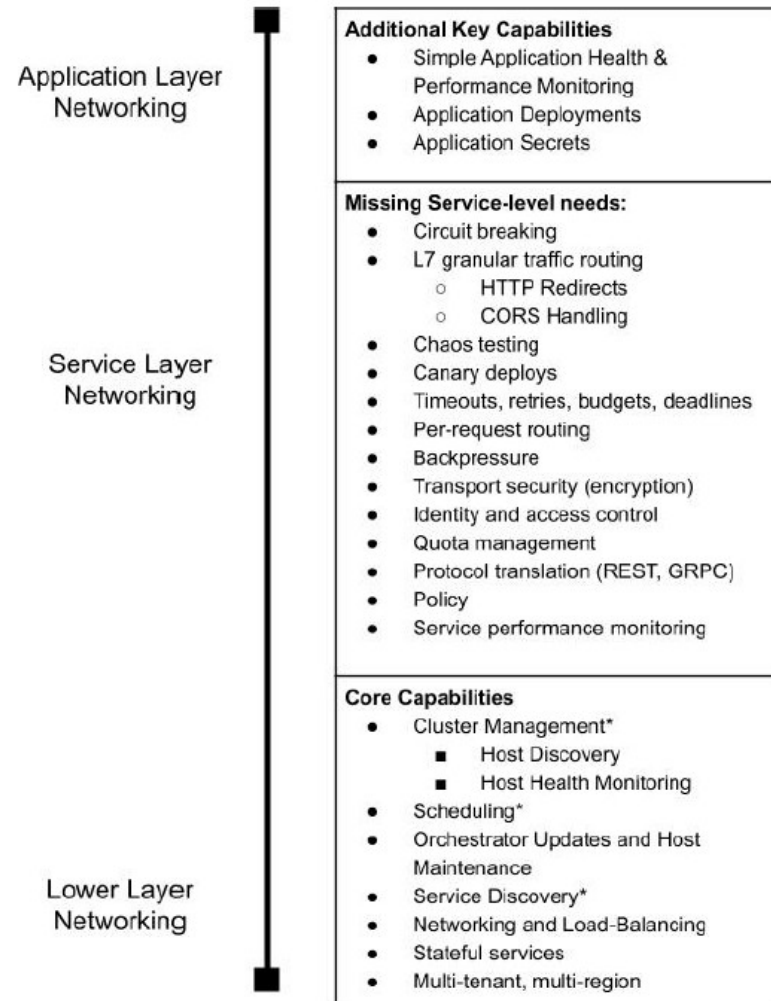 Application Layer
Networking
Additional Key Capabilities
● Simple Application Health &
Performance Monitoring
● Application Deployments
● Application Secrets
Service Layer
Networking
Missing Service-level needs:
● Circuit breaking
● L7 granular traffic routing
○ HTTP Redirects
○ CORS Handling
● Chaos testing
● Canary deploys
● Timeouts, retries, budgets, deadlines
● Per-request routing
● Backpressure
● Transport security (encryption)
● Identity and access control
● Quota management
● Protocol translation (REST, GRPC)
● Policy
● Service performance monitoring
Lower Layer
Networking
Core Capabilities
● Cluster Management*
■ Host Discovery
■ Host Health Monitoring
● Scheduling*
● Orchestrator Updates and Host
Maintenance
● Service Discovery*
● Networking and Load-Balancing
● Stateful services
● Multi-tenant, multi-region